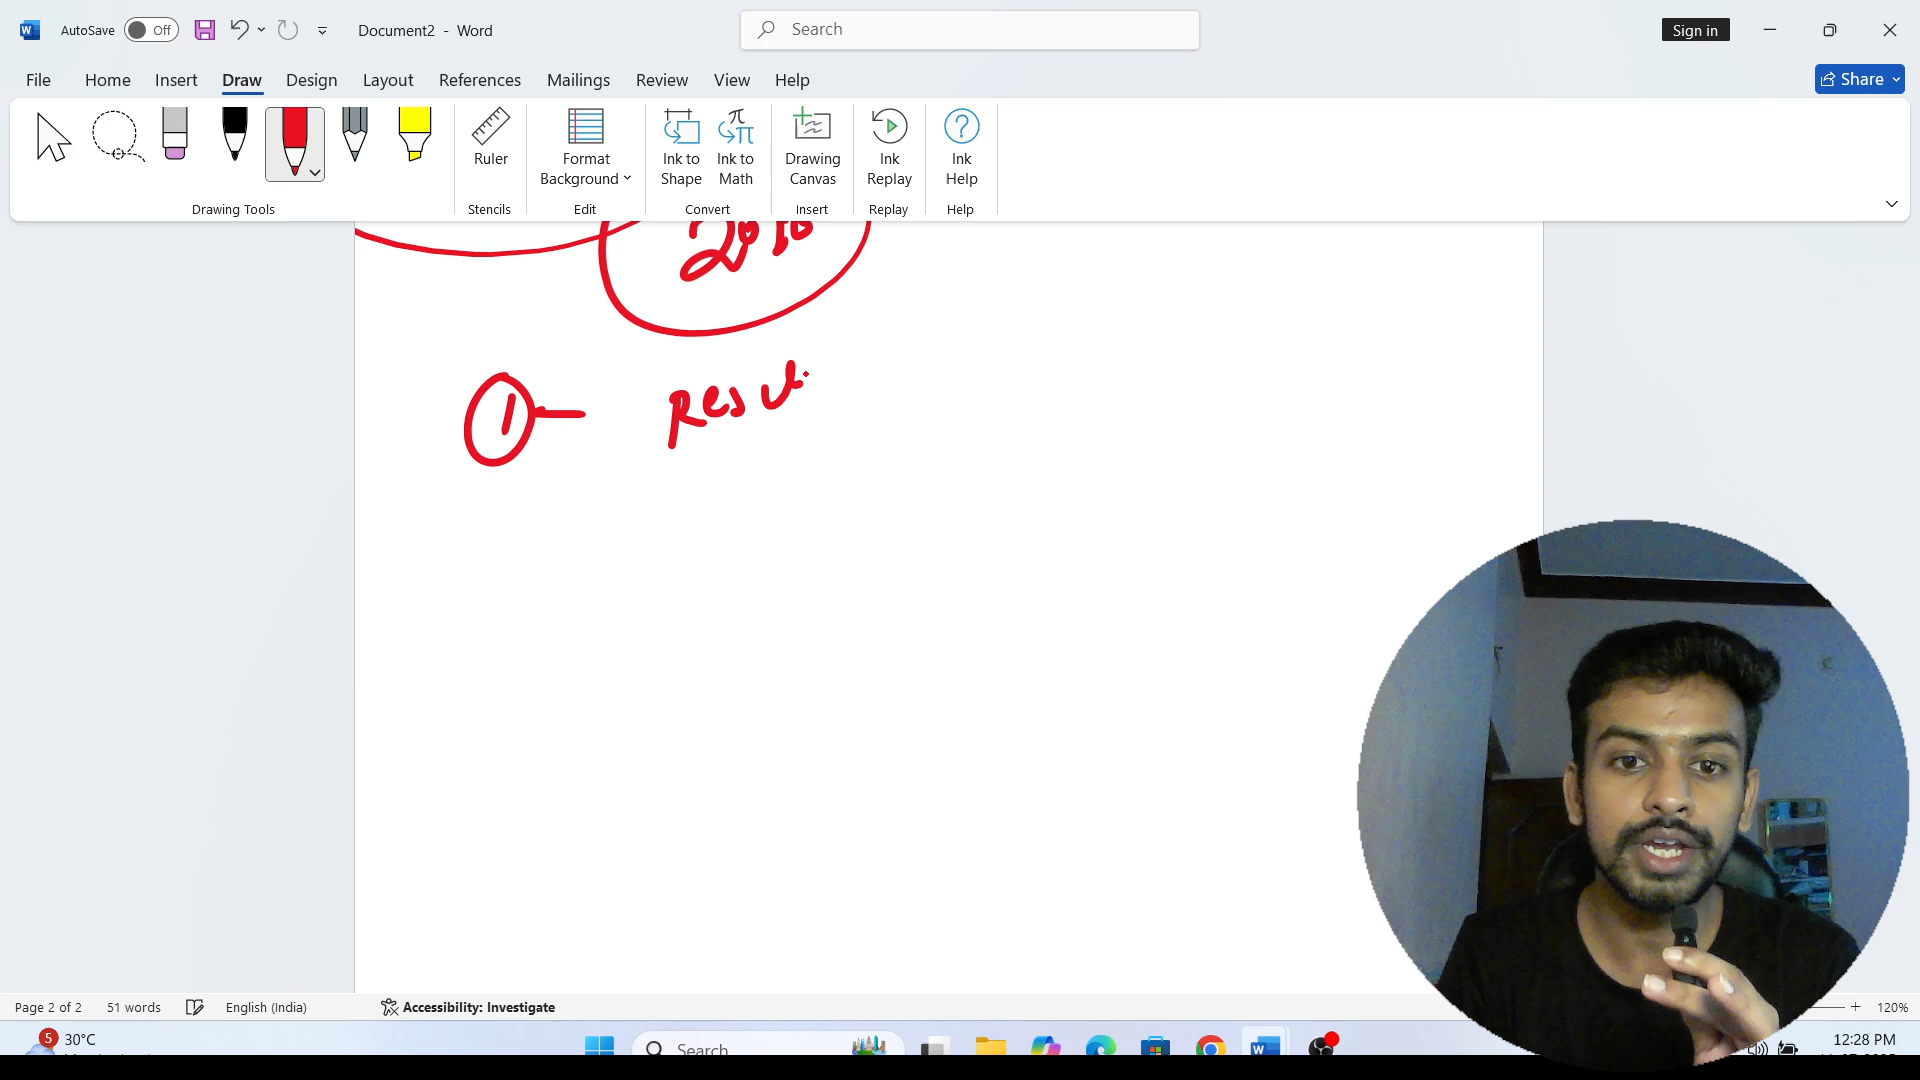 AutoSave Off Document2 - Word Search Sign in
File Home Insert Draw Design Layout References Mailings Review View Help Share
Ruler Format Background Ink to Shape Ink to Math Drawing Canvas Ink Replay Ink Help
Drawing Tools Stencils Edit Convert Insert Replay Help
1 Resul
Page 2 of 2 51 words English (India) Accessibility: Investigate 120%
5 30°C Search 12:28 PM